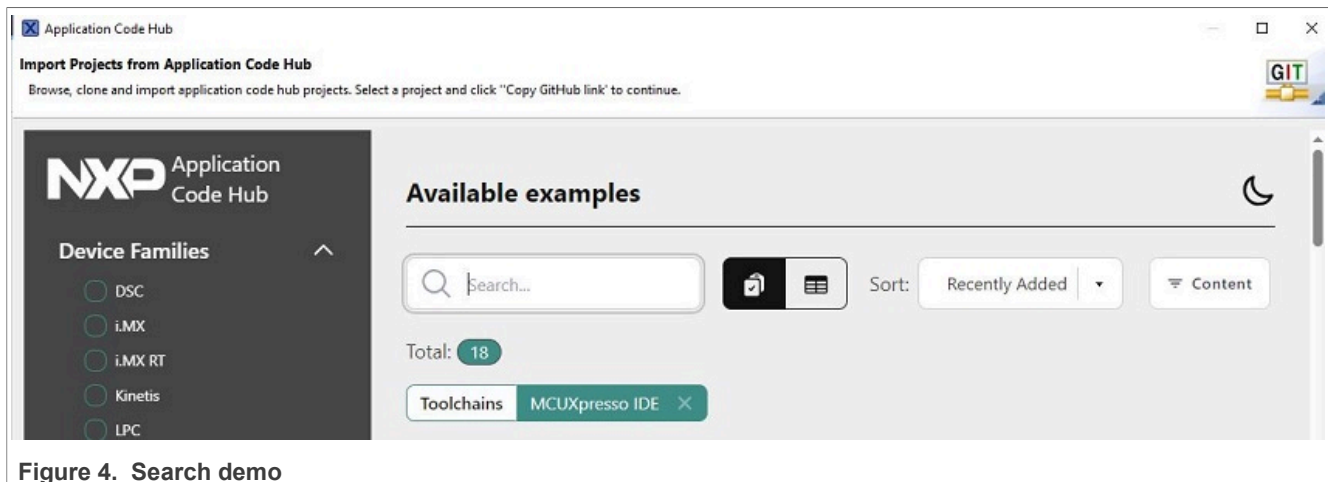 Application Code Hub
Import Projects from Application Code Hub
Browse, clone and import application code hub projects. Select a project and click "Copy GitHub link' to continue.
GIT
NXP Application
Code Hub
Available examples
Device Families
DSC
i.MX
i.MX RT
Kinetis
LPC
Search...
Sort: Recently Added
Content
Total: 18
Toolchains MCUXpresso IDE
Figure 4. Search demo